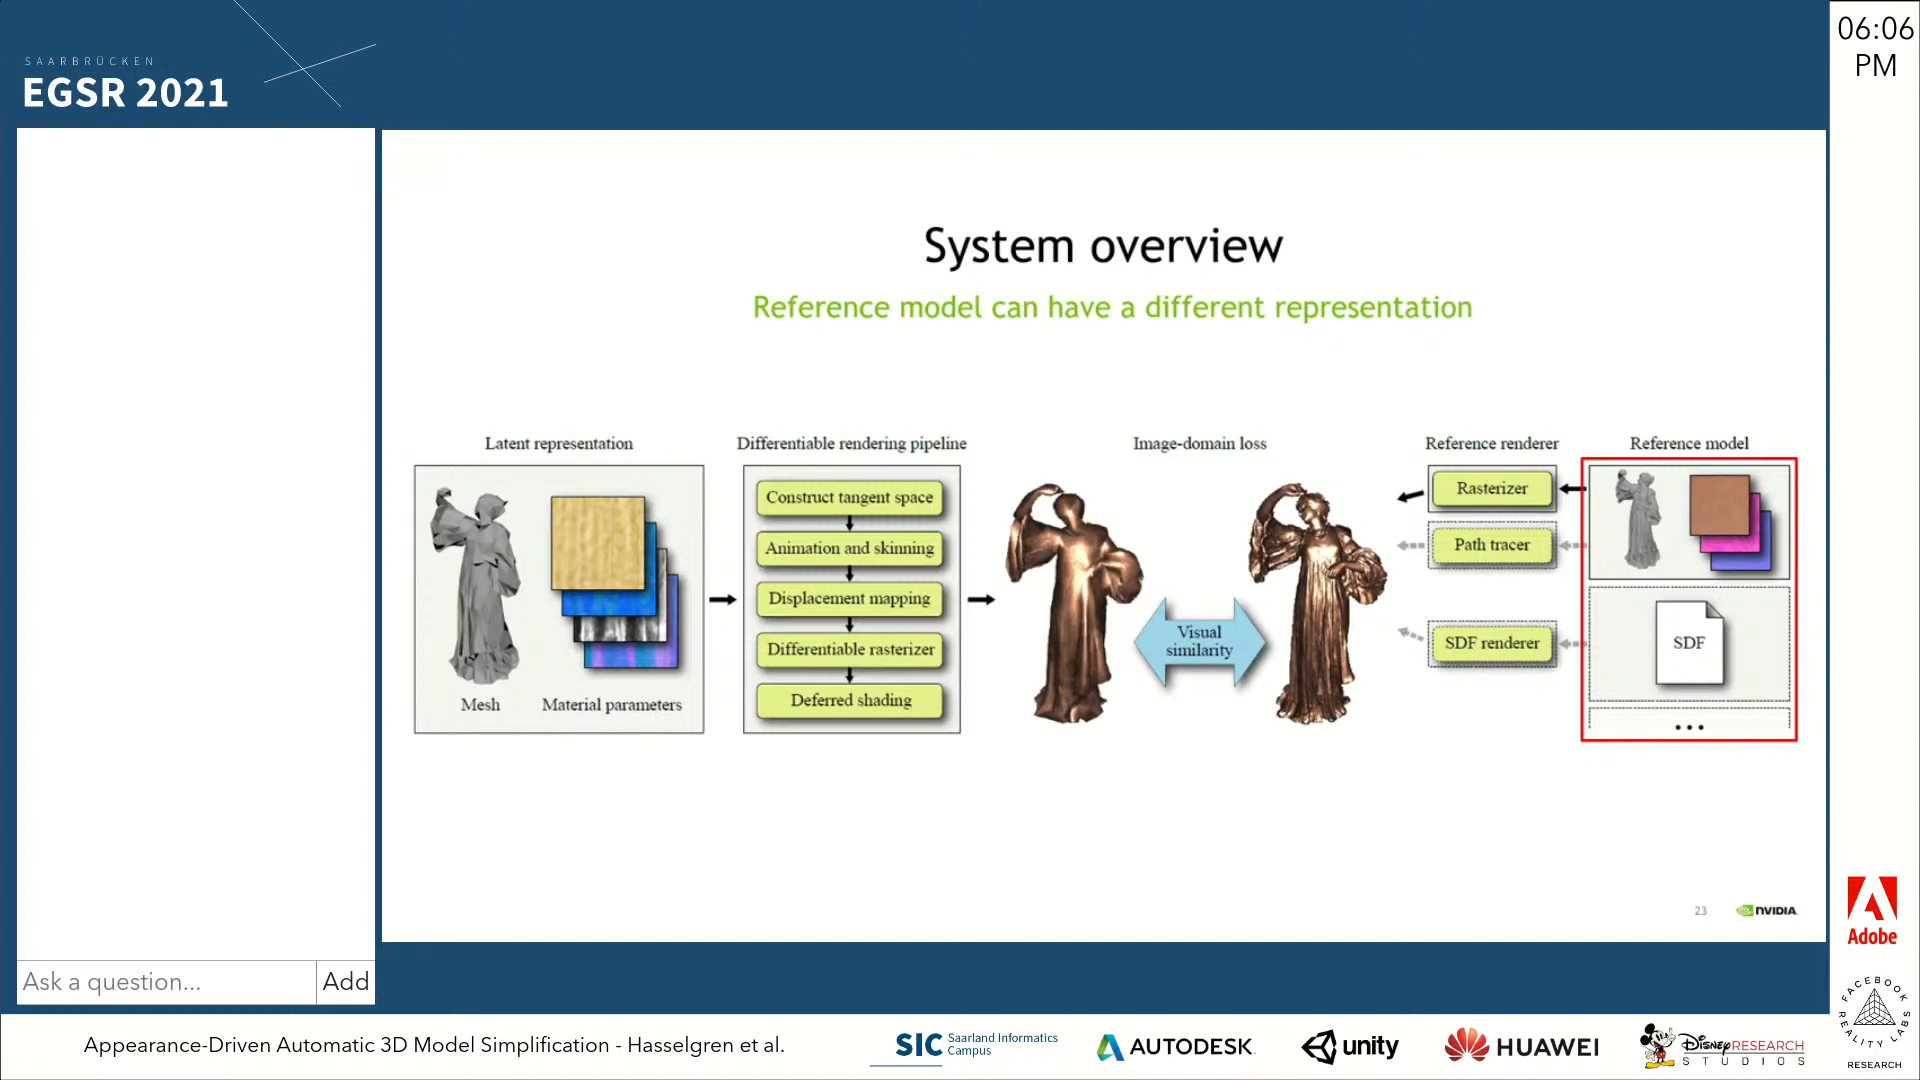 SAARBRÜCKEN
EGSR 2021
06:06
PM
System overview
Reference model can have a different representation
Latent representation
Differentiable rendering pipeline
Image-domain loss
Reference renderer
Reference model
Construct tangent space
Animation and skinning
Displacement mapping
Differentiable rasterizer
Deferred shading
Mesh
Material parameters
Visual
similarity
Rasterizer
Path tracer
SDF renderer
SDF
...
23
NVIDIA.
Adobe
Ask a question...
Add
FACEBOOK
REALITY LABS
RESEARCH
Appearance-Driven Automatic 3D Model Simplification - Hasselgren et al.
SIC Saarland Informatics
Campus
AUTODESK.
unity
HUAWEI
DISNEY RESEARCH
STUDIOS